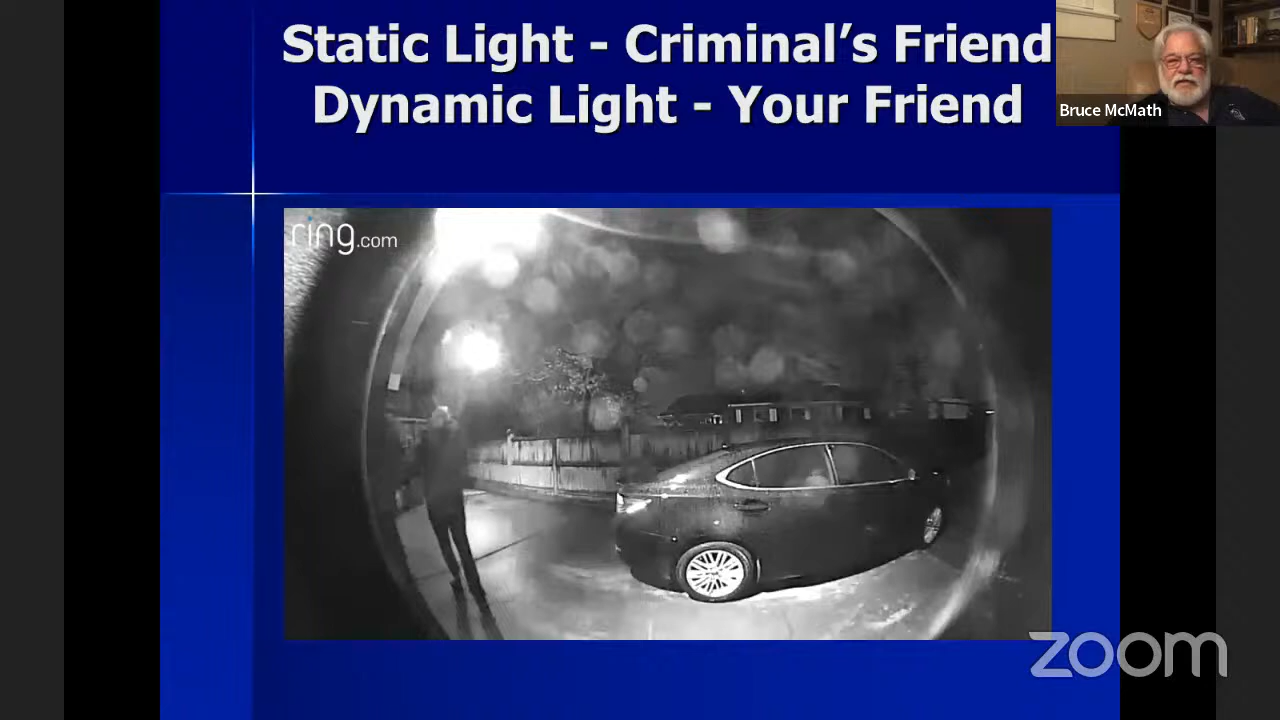 Static Light - Criminal’s Friend
Dynamic Light - Your Friend
Bruce McMath
ring.com
zoom